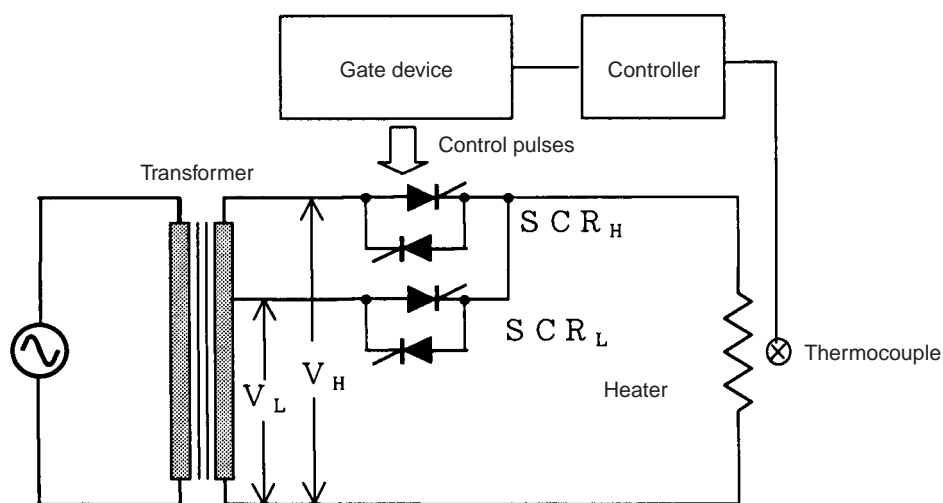 Gate device
Controller
Control pulses
Transformer
SCR_H
SCR_L
V_H
V_L
Heater
Thermocouple